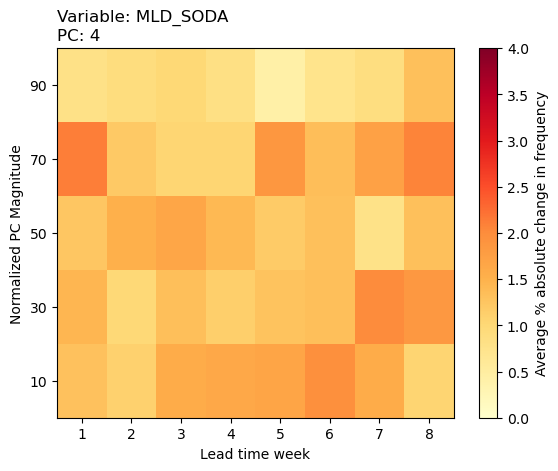 Variable: MLD_SODA
PC: 4
Normalized PC Magnitude
90
70
50
30
10
1 2 3 4 5 6 7 8
Lead time week
4.0
3.5
3.0
2.5
2.0
1.5
1.0
0.5
0.0
Average % absolute change in frequency